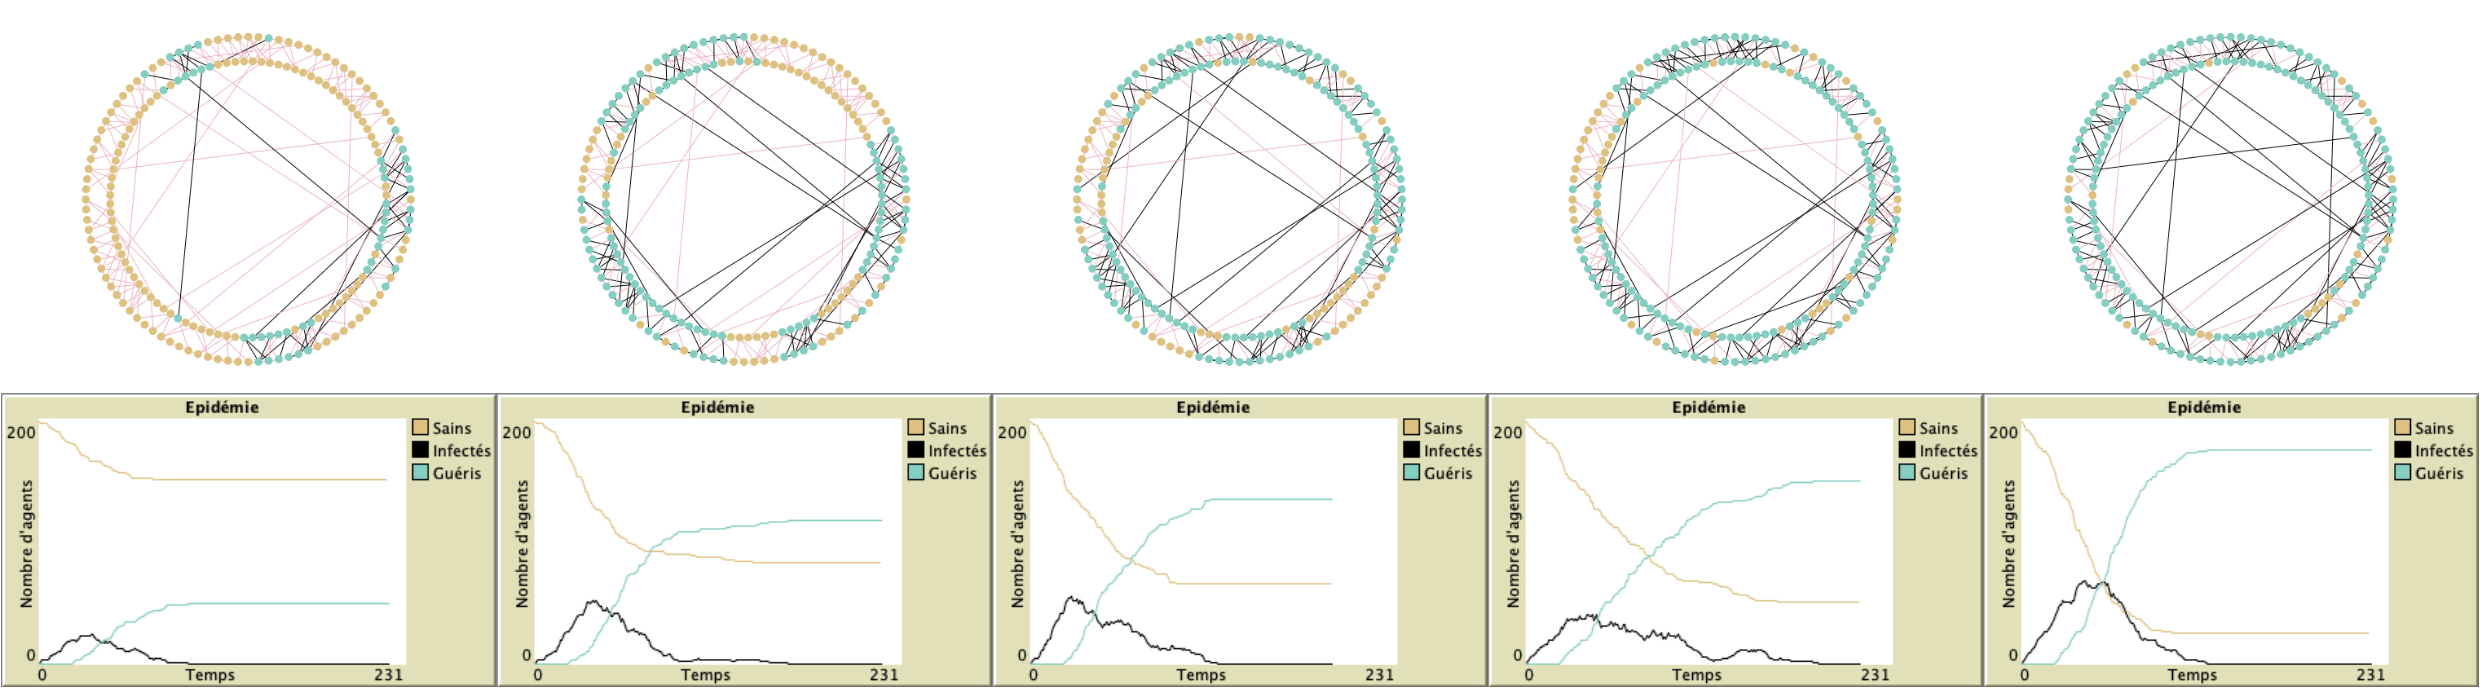 Epidémie
200
Nombre d'agents
0
0
Temps
231
Sains
Infectés
Guéris
Epidémie
200
Nombre d'agents
0
0
Temps
231
Sains
Infectés
Guéris
Epidémie
200
Nombre d'agents
0
0
Temps
231
Sains
Infectés
Guéris
Epidémie
200
Nombre d'agents
0
0
Temps
231
Sains
Infectés
Guéris
Epidémie
200
Nombre d'agents
0
0
Temps
231
Sains
Infectés
Guéris